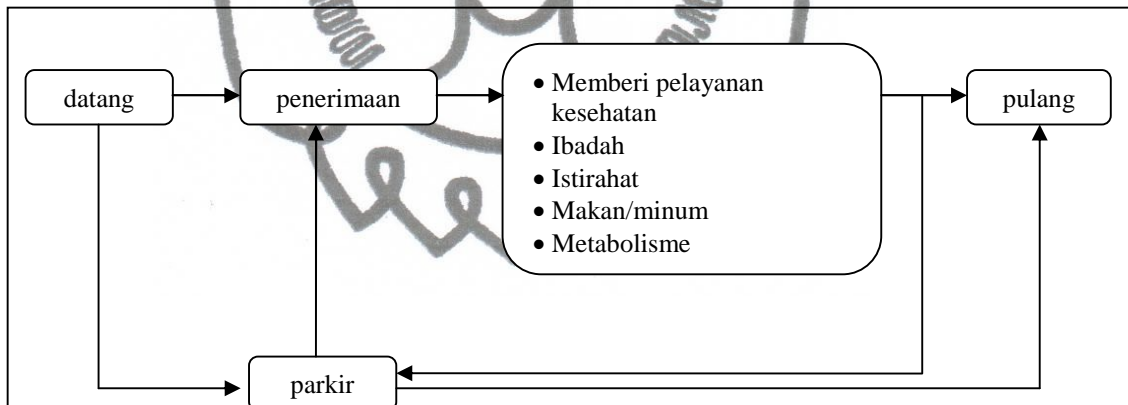 datang
penerimaan
• Memberi pelayanan
kesehatan
• Ibadah
• Istirahat
• Makan/minum
• Metabolisme
pulang
parkir